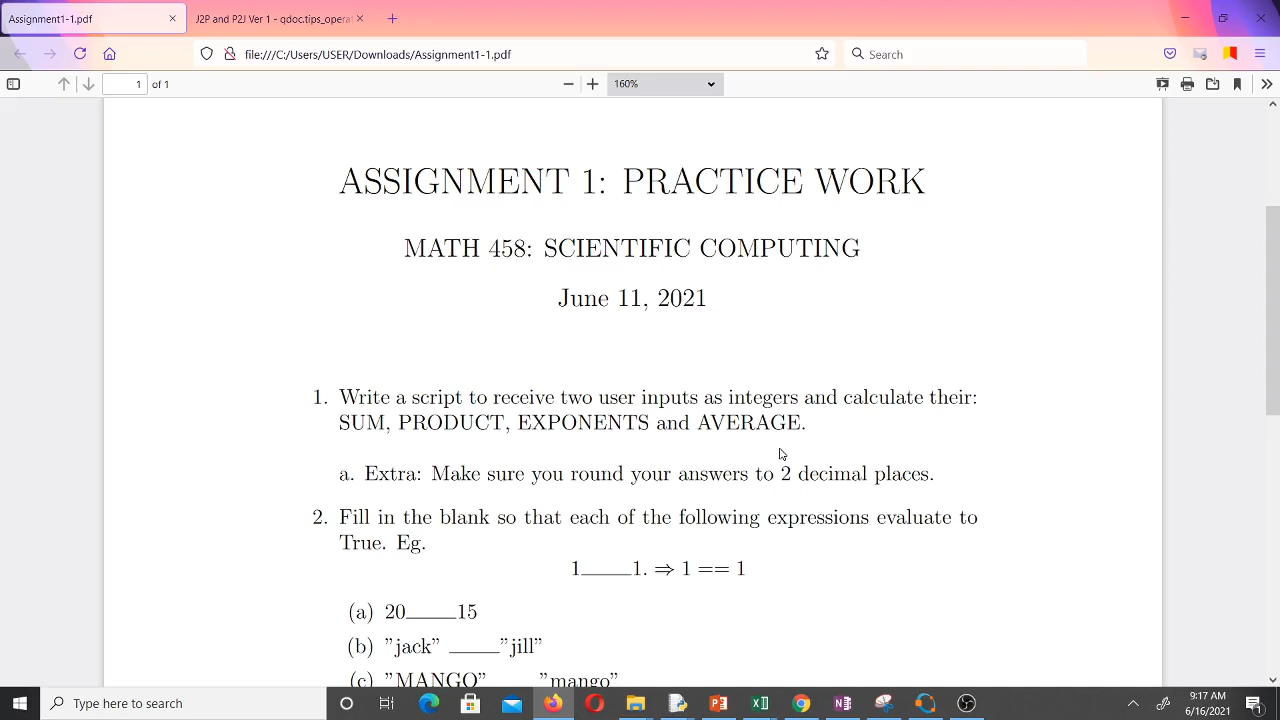 Assignment1-1.pdf
J2P and P2J Ver 1 - qdoc.tips_opera
file:///C:/Users/USER/Downloads/Assignment1-1.pdf
Search
1 of 1
160%
ASSIGNMENT 1: PRACTICE WORK
MATH 458: SCIENTIFIC COMPUTING
June 11, 2021
1. Write a script to receive two user inputs as integers and calculate their:
SUM, PRODUCT, EXPONENTS and AVERAGE.
a. Extra: Make sure you round your answers to 2 decimal places.
2. Fill in the blank so that each of the following expressions evaluate to
True. Eg.
1_____1. ⇒ 1 == 1
(a) 20_____15
(b) ”jack” _____”jill”
(c) ”MANGO” _____”mango”
Type here to search
9:17 AM
6/16/2021